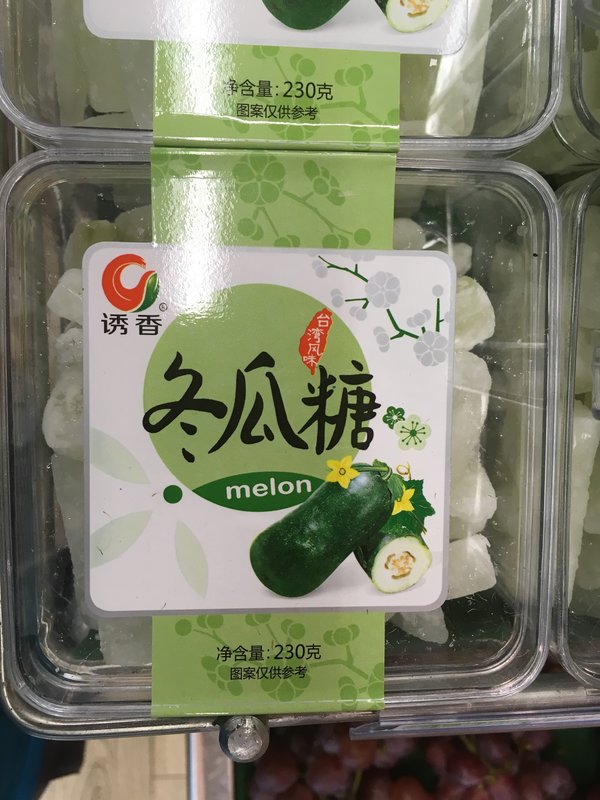 净含量: 230克
图案仅供参考
诱香
台湾风味
冬瓜糖
melon
净含量: 230克
图案仅供参考